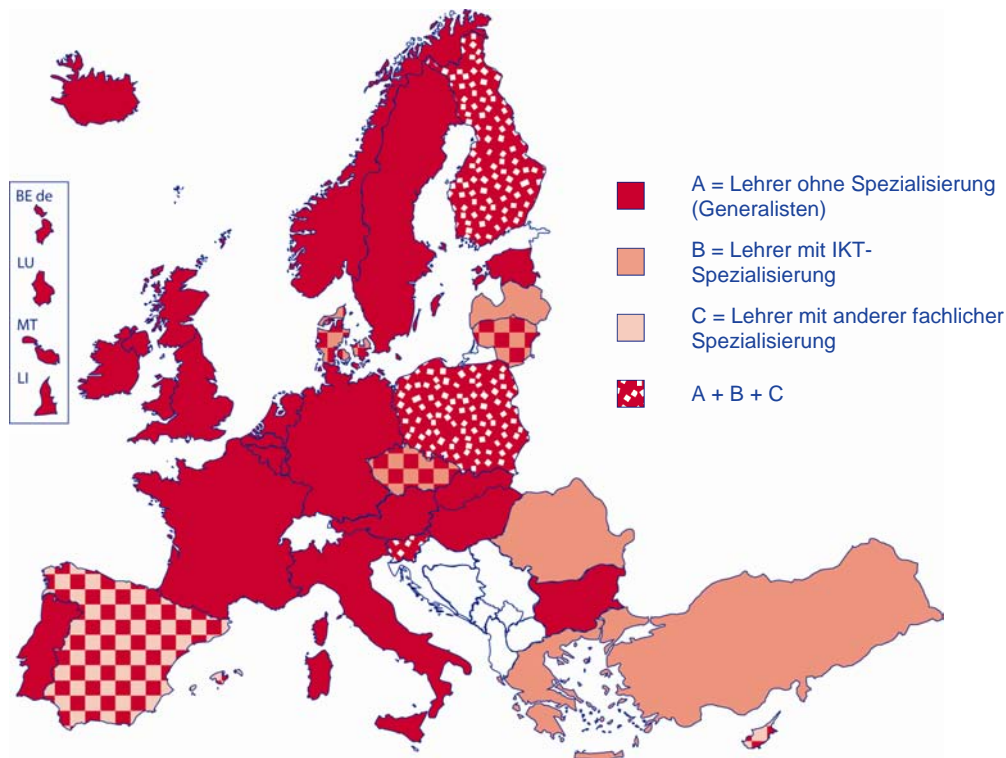 BE de
LU
MT
LI
A = Lehrer ohne Spezialisierung
(Generalisten)
B = Lehrer mit IKT-
Spezialisierung
C = Lehrer mit anderer fachlicher
Spezialisierung
A + B + C